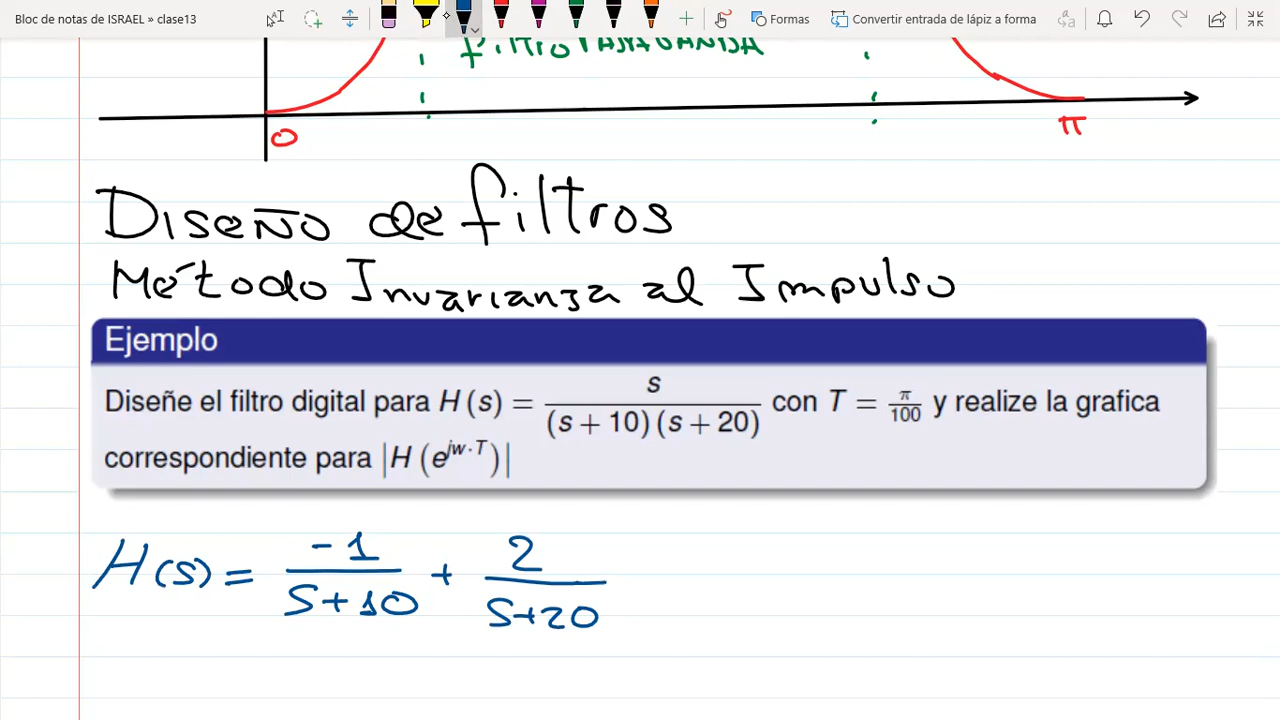 Bloc de notas de ISRAEL » clase13
Formas
Convertir entrada de lápiz a forma
filtro PASABANDA
0 π
Diseño de filtros
Método Invarianza al Impulso
Ejemplo
Diseñe el filtro digital para H(s) = s / (s + 10)(s + 20) con T = π/100 y realize la grafica
correspondiente para |H(e^{jw·T})|
H(s) = -1/(S+10) + 2/(S+20)